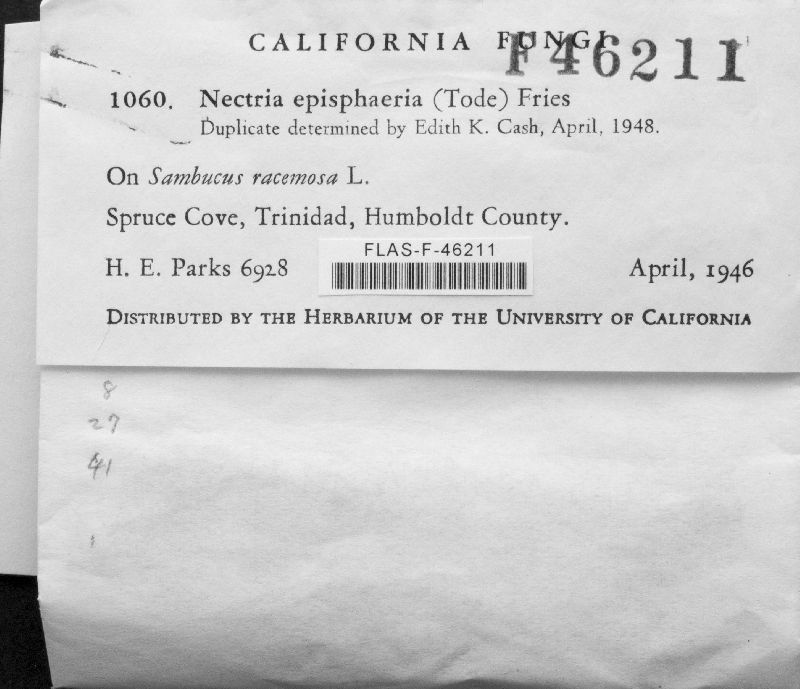 CALIFORNIA FUNGI
F46211
1060. Nectria episphaeria (Tode) Fries
Duplicate determined by Edith K. Cash, April, 1948.
On Sambucus racemosa L.
Spruce Cove, Trinidad, Humboldt County.
FLAS-F-46211
H. E. Parks 6928 April, 1946
DISTRIBUTED BY THE HERBARIUM OF THE UNIVERSITY OF CALIFORNIA
8
27
41
1